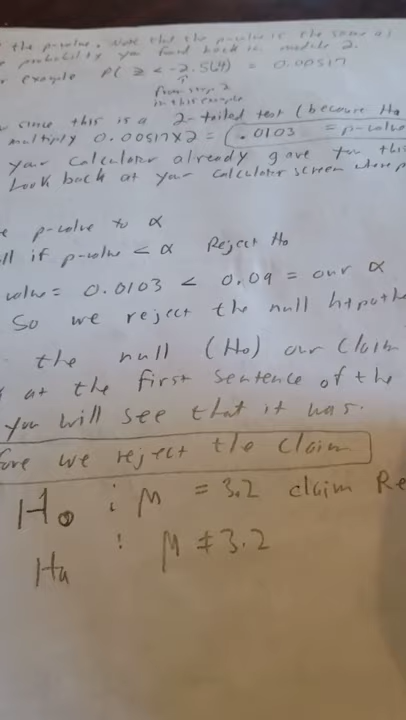 the p-value. Note that the p-value is the same as
probability you found back in module 2.
example P(z < -2.564) = 0.00517
from step 2
in this example
since this is a 2-tailed test (because Ho
multiply 0.00517x2 = .0103 = p-value
your calculator already gave you this
Look back at your calculator screen where p
p-value to α
if p-value < α Reject Ho
value = 0.0103 < 0.09 = our α
So we reject the null hypothe
the null (Ho) our claim
at the first sentence of the
you will see that it was.
fore we reject the claim
Ho : M = 3.2 claim Re
Ha : M ≠ 3.2